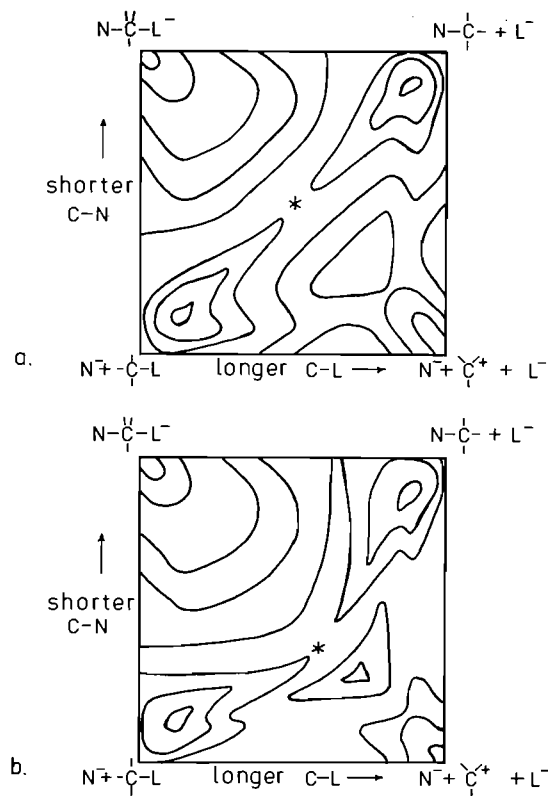 N-C-L⁻ N-C- + L⁻
shorter
C-N
a. N⁻+ -C-L longer C-L → N⁻+ C⁺ + L⁻
N-C-L⁻ N-C- + L⁻
shorter
C-N
b. N⁻+ -C-L longer C-L → N⁻+ C⁺ + L⁻